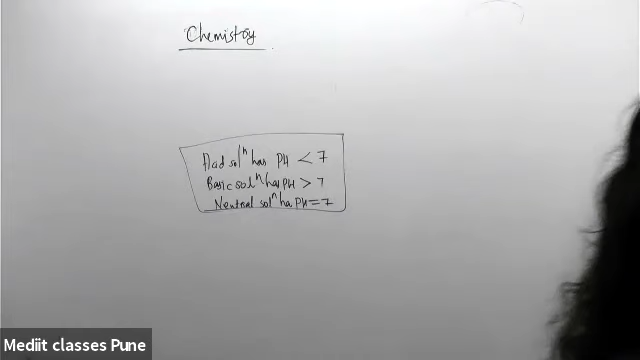 Chemistry
Acid solⁿ has PH < 7
Basic solⁿ has PH > 7
Neutral solⁿ ha PH = 7
Mediit classes Pune